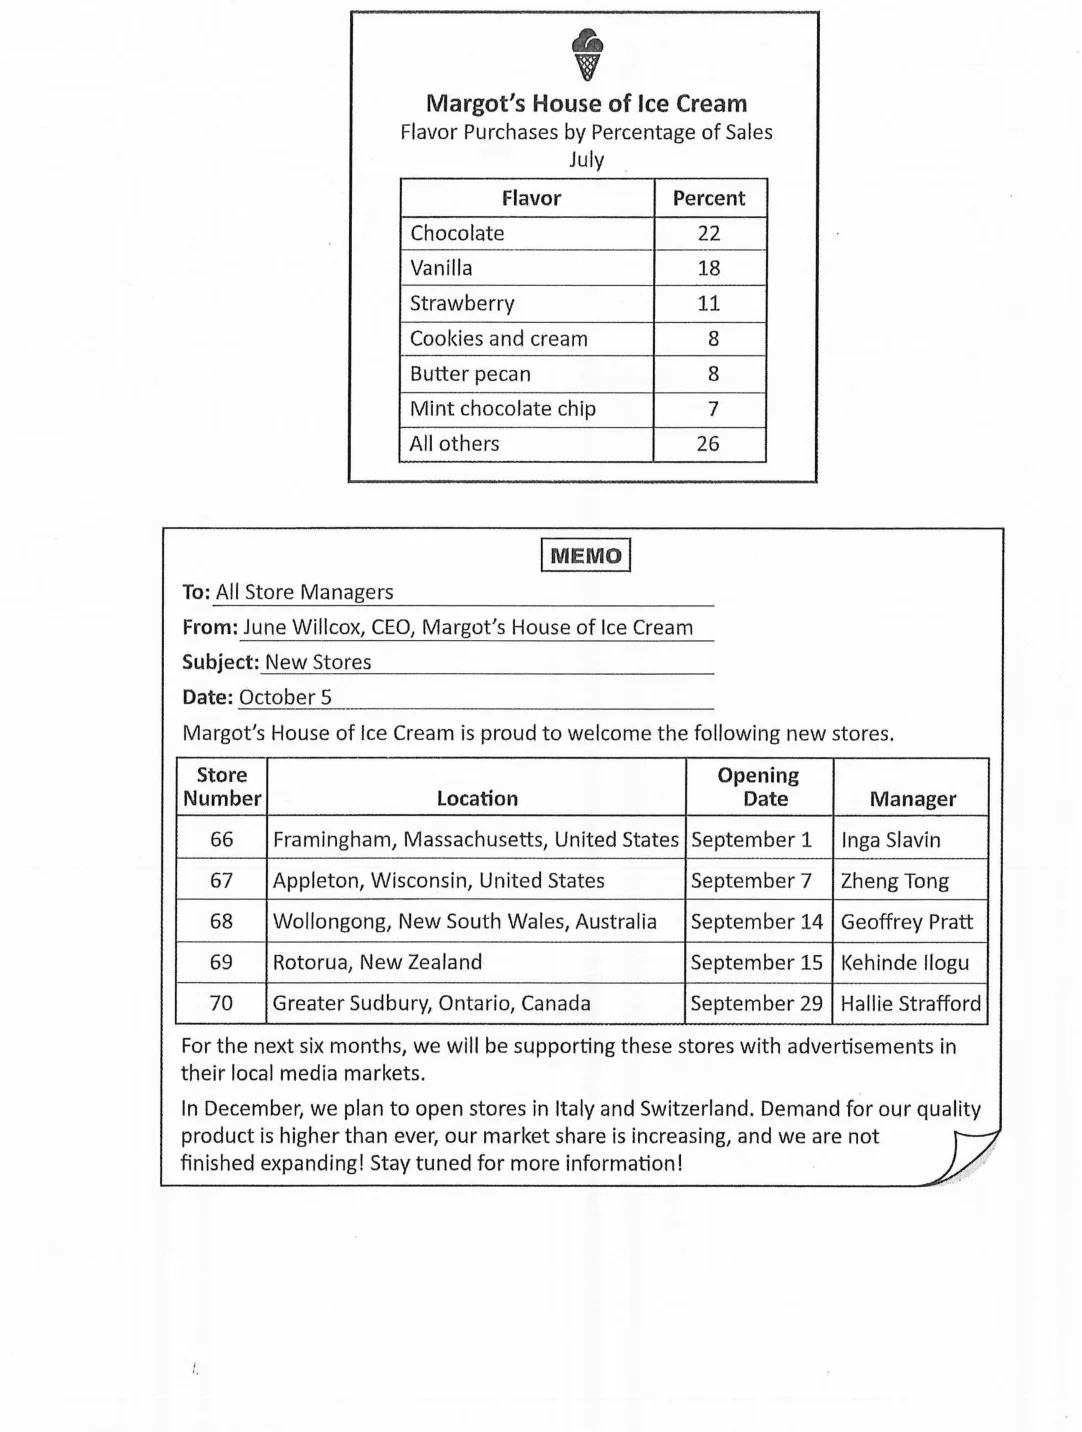 Margot's House of Ice Cream
Flavor Purchases by Percentage of Sales
July
Flavor Percent
Chocolate 22
Vanilla 18
Strawberry 11
Cookies and cream 8
Butter pecan 8
Mint chocolate chip 7
All others 26
MEMO
To: All Store Managers
From: June Willcox, CEO, Margot's House of Ice Cream
Subject: New Stores
Date: October 5
Margot's House of Ice Cream is proud to welcome the following new stores.
Store Number Location Opening Date Manager
66 Framingham, Massachusetts, United States September 1 Inga Slavin
67 Appleton, Wisconsin, United States September 7 Zheng Tong
68 Wollongong, New South Wales, Australia September 14 Geoffrey Pratt
69 Rotorua, New Zealand September 15 Kehinde Ilogu
70 Greater Sudbury, Ontario, Canada September 29 Hallie Strafford
For the next six months, we will be supporting these stores with advertisements in
their local media markets.
In December, we plan to open stores in Italy and Switzerland. Demand for our quality
product is higher than ever, our market share is increasing, and we are not
finished expanding! Stay tuned for more information!